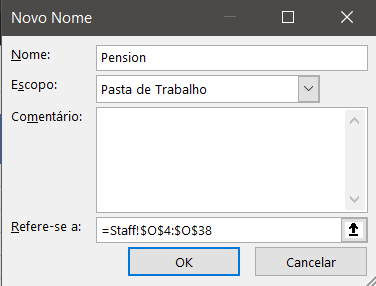 Novo Nome
Nome: Pension
Escopo: Pasta de Trabalho
Comentário:
Refere-se a: =Staff!$O$4:$O$38
OK Cancelar